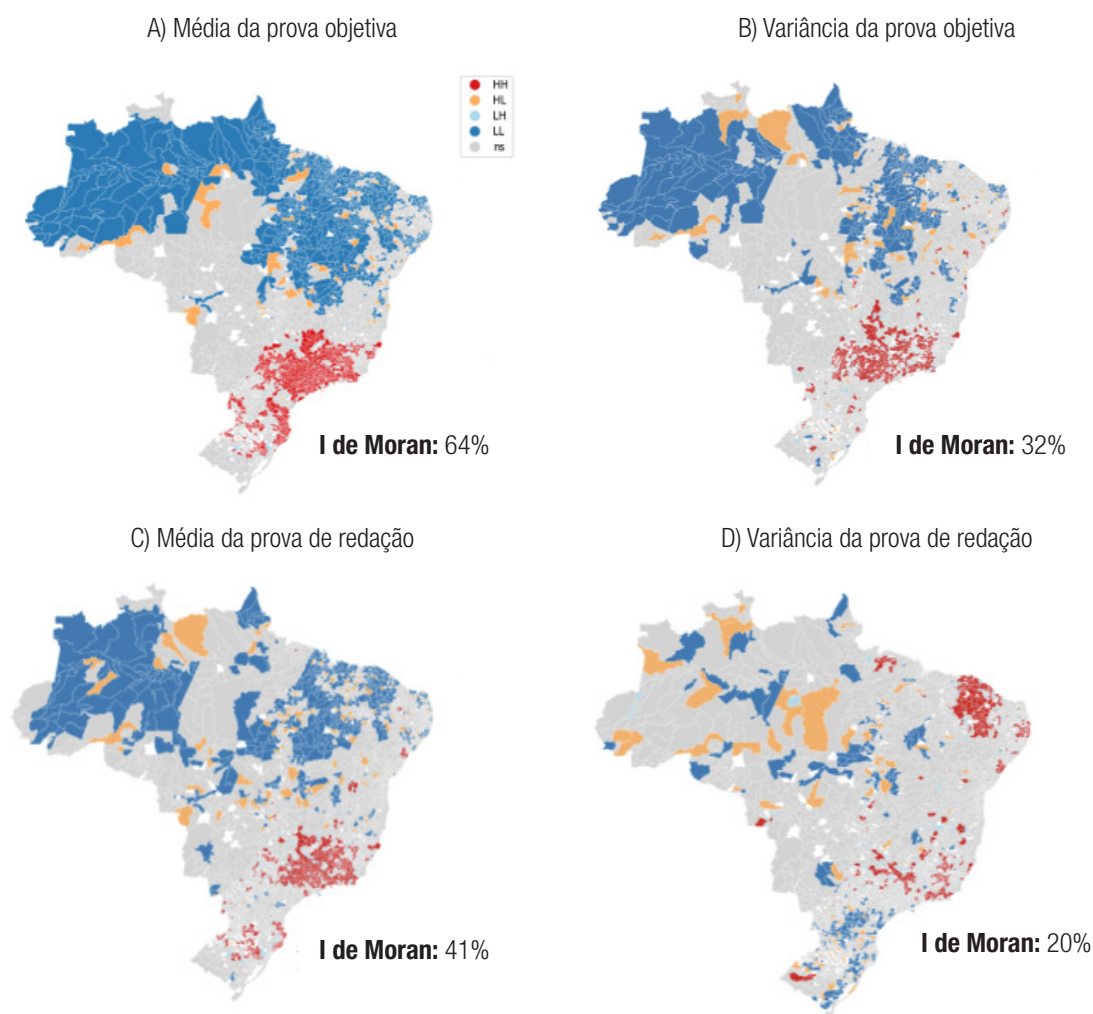 A) Média da prova objetiva
B) Variância da prova objetiva
HH
HL
LH
LL
ns
I de Moran: 64%
I de Moran: 32%
C) Média da prova de redação
D) Variância da prova de redação
I de Moran: 41%
I de Moran: 20%